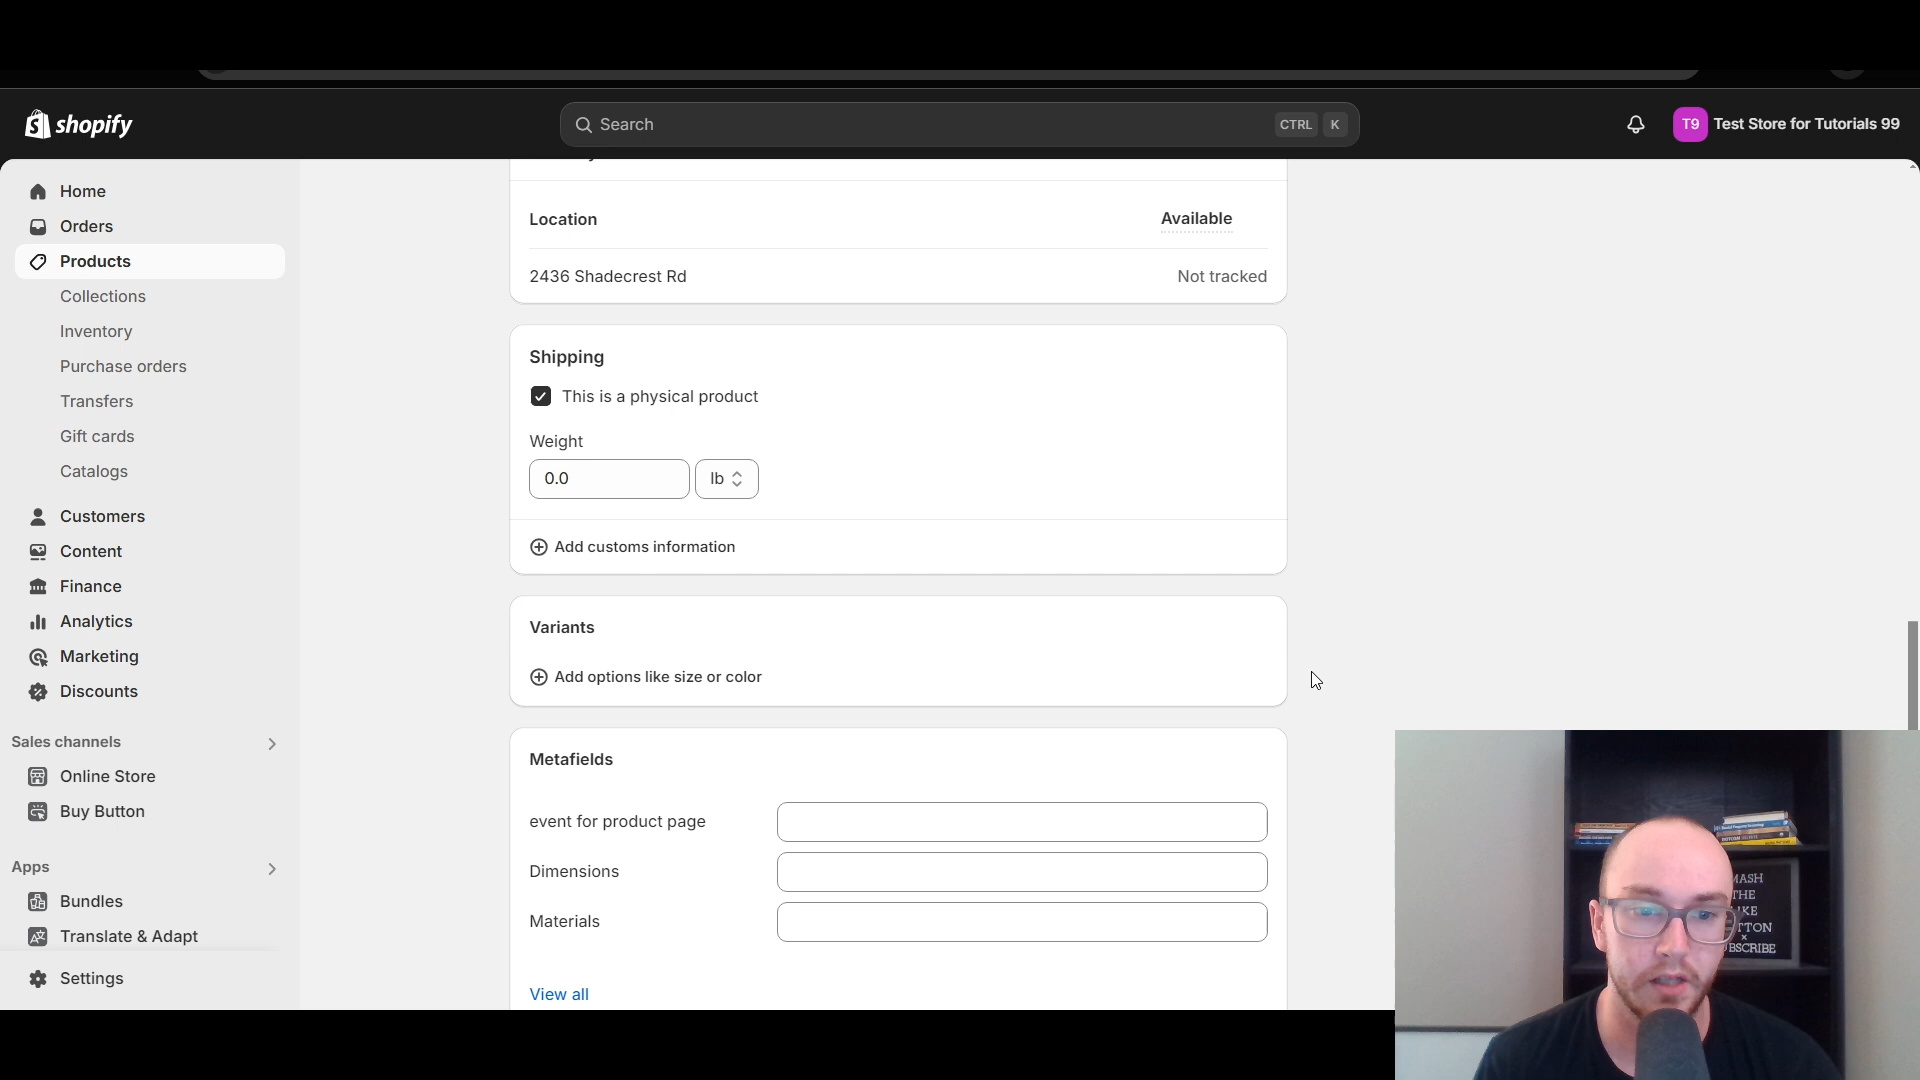 shopify
Search
CTRL K
T9
Test Store for Tutorials 99
Home
Orders
Products
Collections
Inventory
Purchase orders
Transfers
Gift cards
Catalogs
Customers
Content
Finance
Analytics
Marketing
Discounts
Sales channels
Online Store
Buy Button
Apps
Bundles
Translate & Adapt
Settings
Location
Available
2436 Shadecrest Rd
Not tracked
Shipping
This is a physical product
Weight
0.0
lb
Add customs information
Variants
Add options like size or color
Metafields
event for product page
Dimensions
Materials
View all
THE